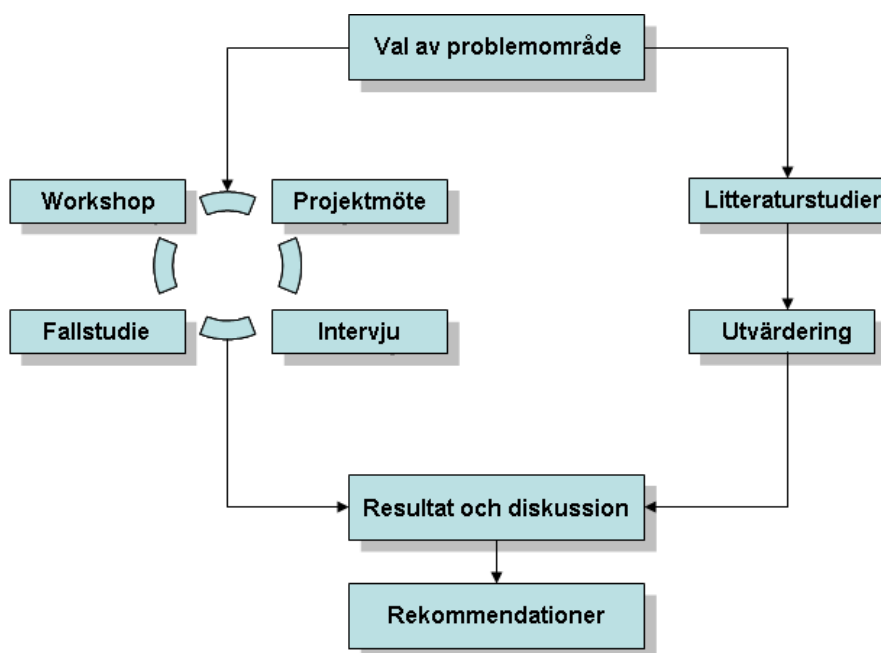 Val av problemområde
Workshop
Projektmöte
Litteraturstudier
Fallstudie
Intervju
Utvärdering
Resultat och diskussion
Rekommendationer